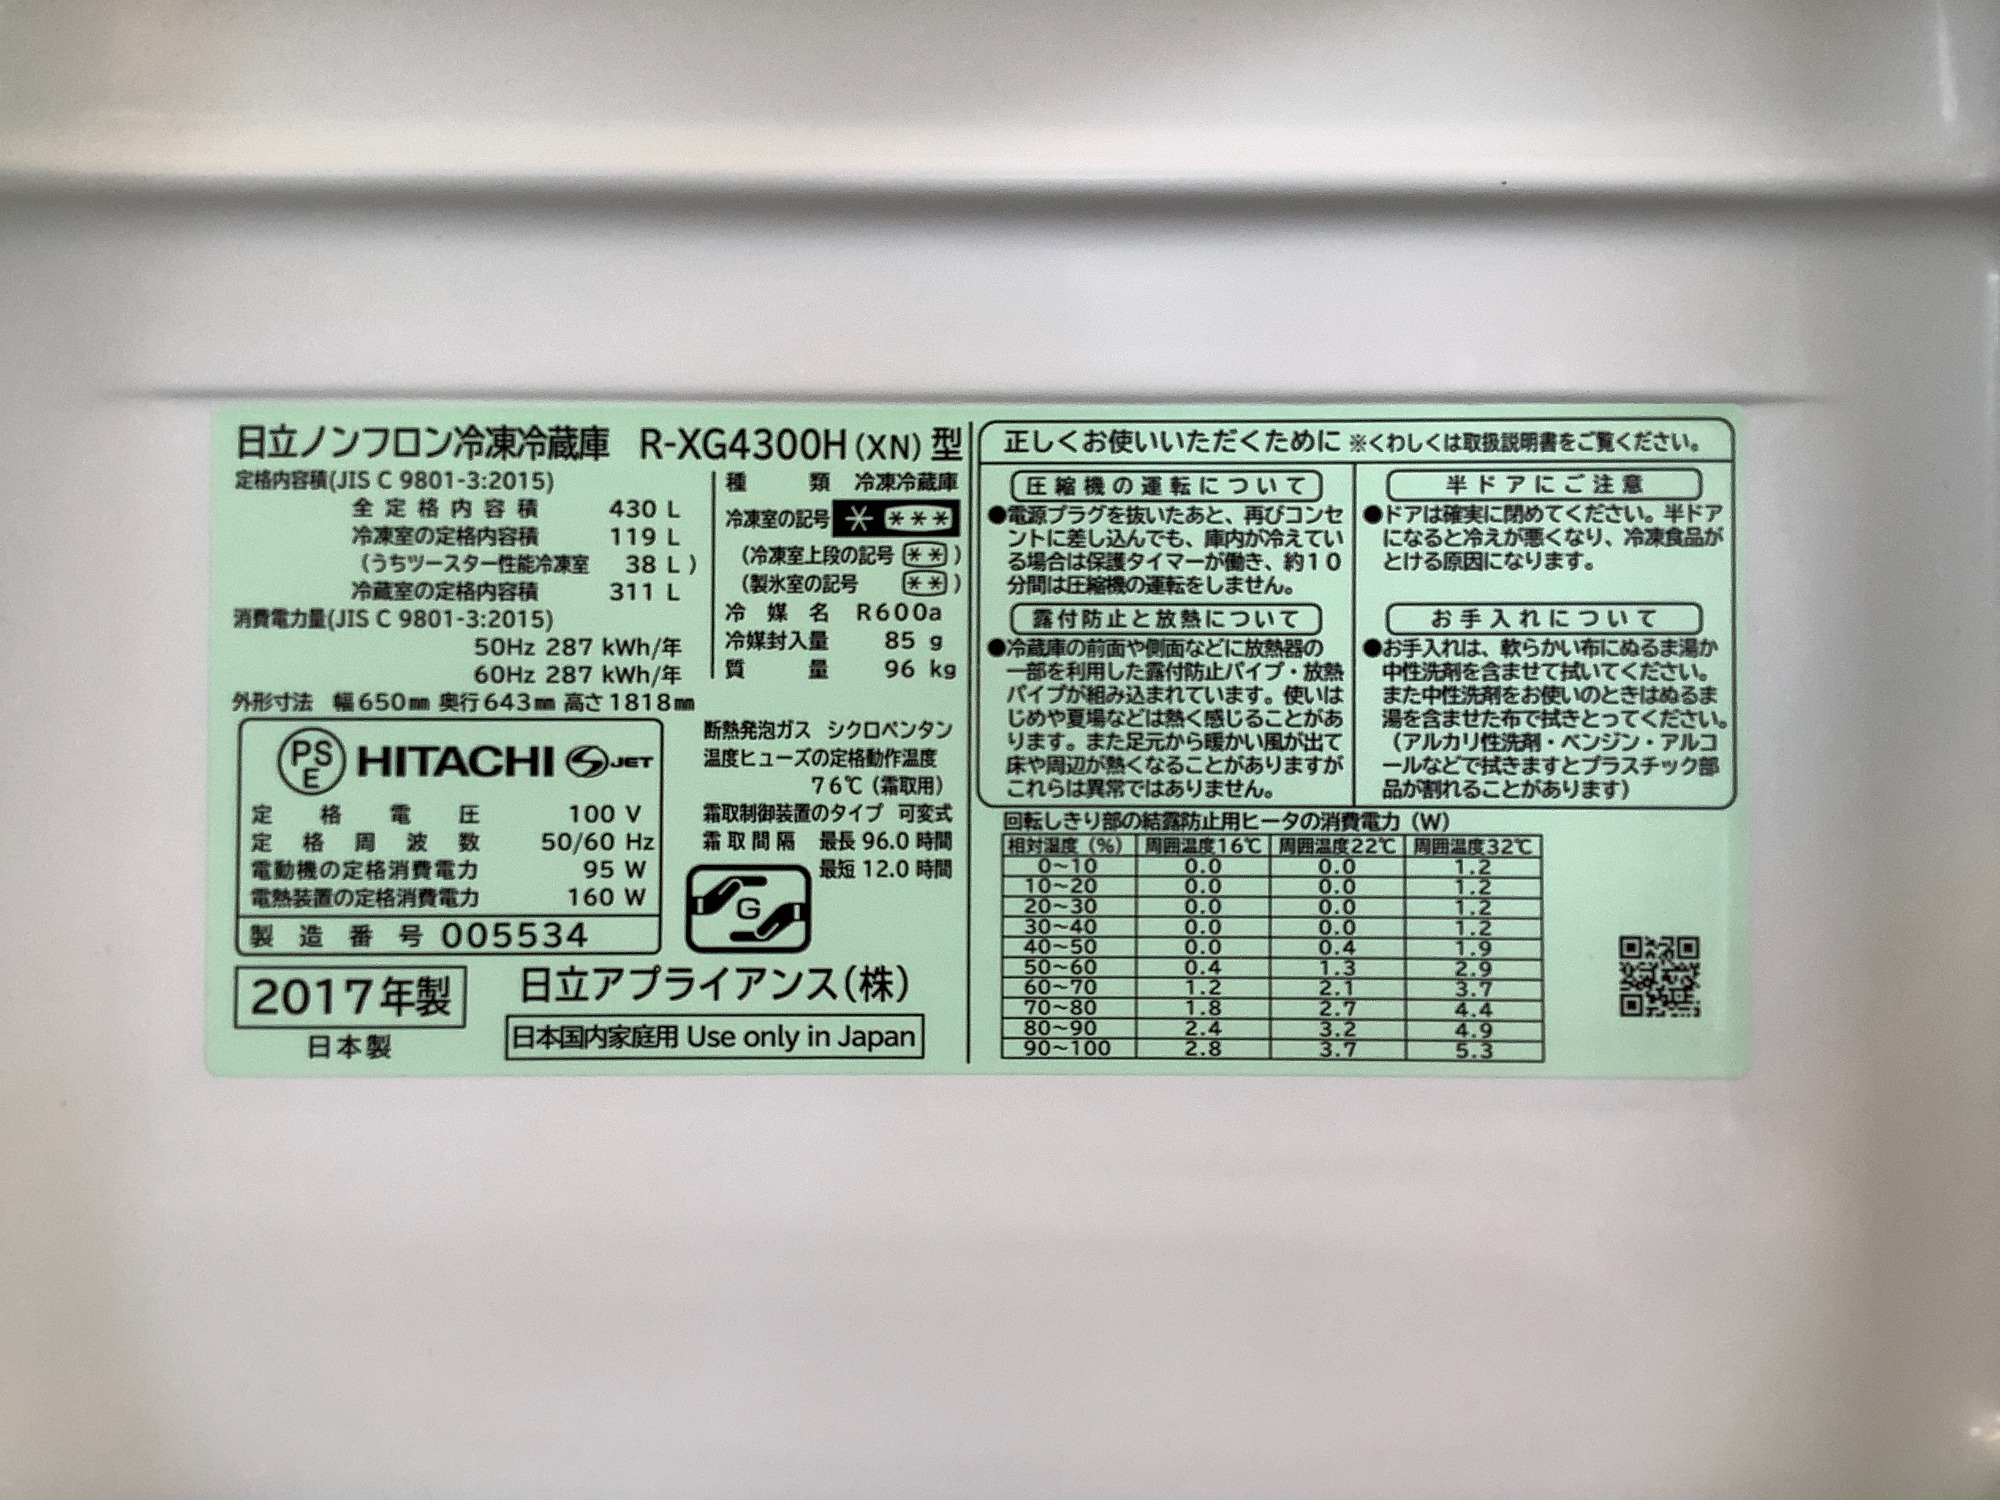 日立ノンフロン冷凍冷蔵庫 R-XG4300H(XN)型
定格内容積(JIS C 9801-3:2015)
全定格内容積 430 L
冷凍室の定格内容積 119 L
(うちツースター性能冷凍室 38 L)
冷蔵室の定格内容積 311 L
消費電力量(JIS C 9801-3:2015)
50Hz 287 kWh/年
60Hz 287 kWh/年
外形寸法 幅650㎜ 奥行643㎜ 高さ1818㎜
種類 冷凍冷蔵庫
冷凍室の記号 * ***
(冷凍室上段の記号 **)
(製氷室の記号 **)
冷媒名 R600a
冷媒封入量 85 g
質量 96 kg
PS
E
HITACHI S JET
定格電圧 100 V
定格周波数 50/60 Hz
電動機の定格消費電力 95 W
電熱装置の定格消費電力 160 W
製造番号 005534
断熱発泡ガス シクロペンタン
温度ヒューズの定格動作温度
76℃(霜取用)
霜取制御装置のタイプ 可変式
霜取間隔 最長 96.0 時間
最短 12.0 時間
G
2017年製
日本製
日立アプライアンス(株)
日本国内家庭用 Use only in Japan
正しくお使いいただくために ※くわしくは取扱説明書をご覧ください。
圧縮機の運転について
●電源プラグを抜いたあと、再びコンセ
ントに差し込んでも、庫内が冷えてい
る場合は保護タイマーが働き、約10
分間は圧縮機の運転をしません。
露付防止と放熱について
●冷蔵庫の前面や側面などに放熱器の
一部を利用した露付防止パイプ・放熱
パイプが組み込まれています。使いは
じめや夏場などは熱く感じることがあ
ります。また足元から暖かい風が出て
床や周辺が熱くなることがありますが
これらは異常ではありません。
半ドアにご注意
●ドアは確実に閉めてください。半ドア
になると冷えが悪くなり、冷凍食品が
とける原因になります。
お手入れについて
●お手入れは、軟らかい布にぬるま湯か
中性洗剤を含ませて拭いてください。
また中性洗剤をお使いのときはぬるま
湯を含ませた布で拭きとってください。
(アルカリ性洗剤・ベンジン・アルコ
ールなどで拭きますとプラスチック部
品が割れることがあります)
回転しきり部の結露防止用ヒータの消費電力(W)
相対湿度(%) 周囲温度16℃ 周囲温度22℃ 周囲温度32℃
0~10 0.0 0.0 1.2
10~20 0.0 0.0 1.2
20~30 0.0 0.0 1.2
30~40 0.0 0.0 1.2
40~50 0.0 0.4 1.9
50~60 0.4 1.3 2.9
60~70 1.2 2.1 3.7
70~80 1.8 2.7 4.4
80~90 2.4 3.2 4.9
90~100 2.8 3.7 5.3